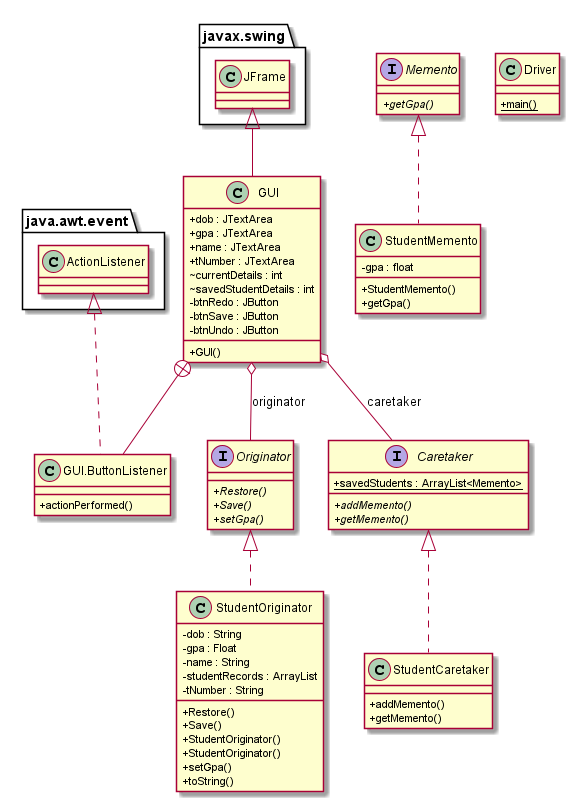 javax.swing
C JFrame
I Memento
+getGpa()
C Driver
+main()
C GUI
+dob : JTextArea
+gpa : JTextArea
+name : JTextArea
+tNumber : JTextArea
~currentDetails : int
~savedStudentDetails : int
-btnRedo : JButton
-btnSave : JButton
-btnUndo : JButton
+GUI()
java.awt.event
C ActionListener
C StudentMemento
-gpa : float
+StudentMemento()
+getGpa()
originator
caretaker
C GUI.ButtonListener
+actionPerformed()
I Originator
+Restore()
+Save()
+setGpa()
I Caretaker
+savedStudents : ArrayList<Memento>
+addMemento()
+getMemento()
C StudentOriginator
-dob : String
-gpa : Float
-name : String
-studentRecords : ArrayList
-tNumber : String
+Restore()
+Save()
+StudentOriginator()
+StudentOriginator()
+setGpa()
+toString()
C StudentCaretaker
+addMemento()
+getMemento()